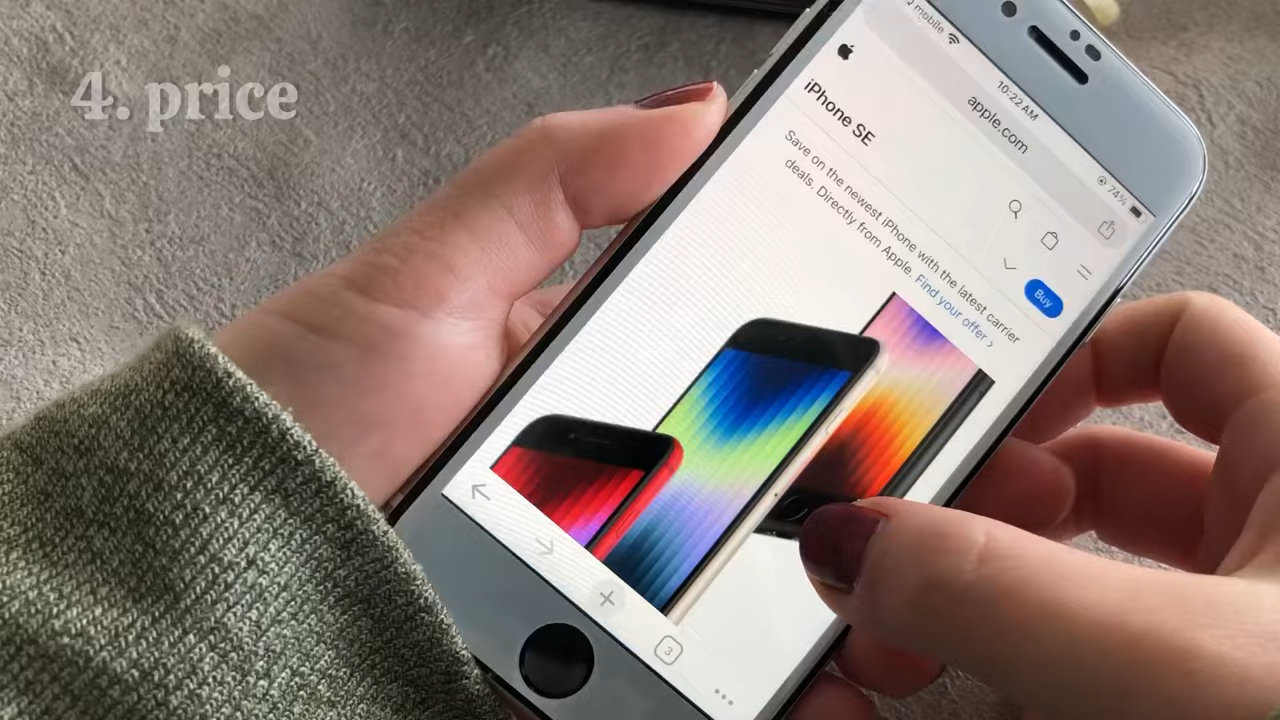 4. price
mobile
10:22 AM
74%
apple.com
iPhone SE
Buy
Save on the newest iPhone with the latest carrier
deals. Directly from Apple. Find your offer >
3